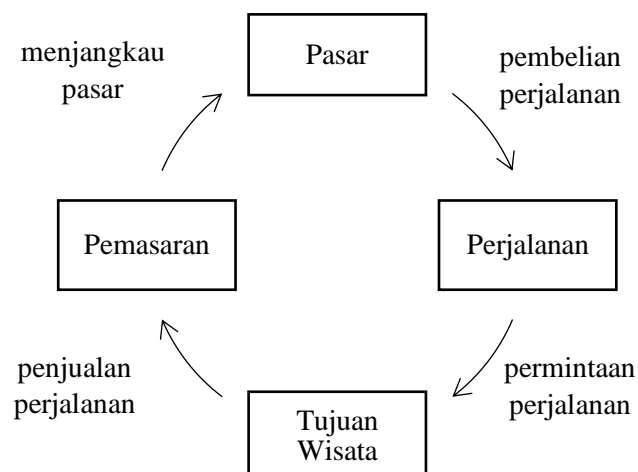 menjangkau
pasar
Pasar
pembelian
perjalanan
Pemasaran
Perjalanan
penjualan
perjalanan
Tujuan
Wisata
permintaan
perjalanan